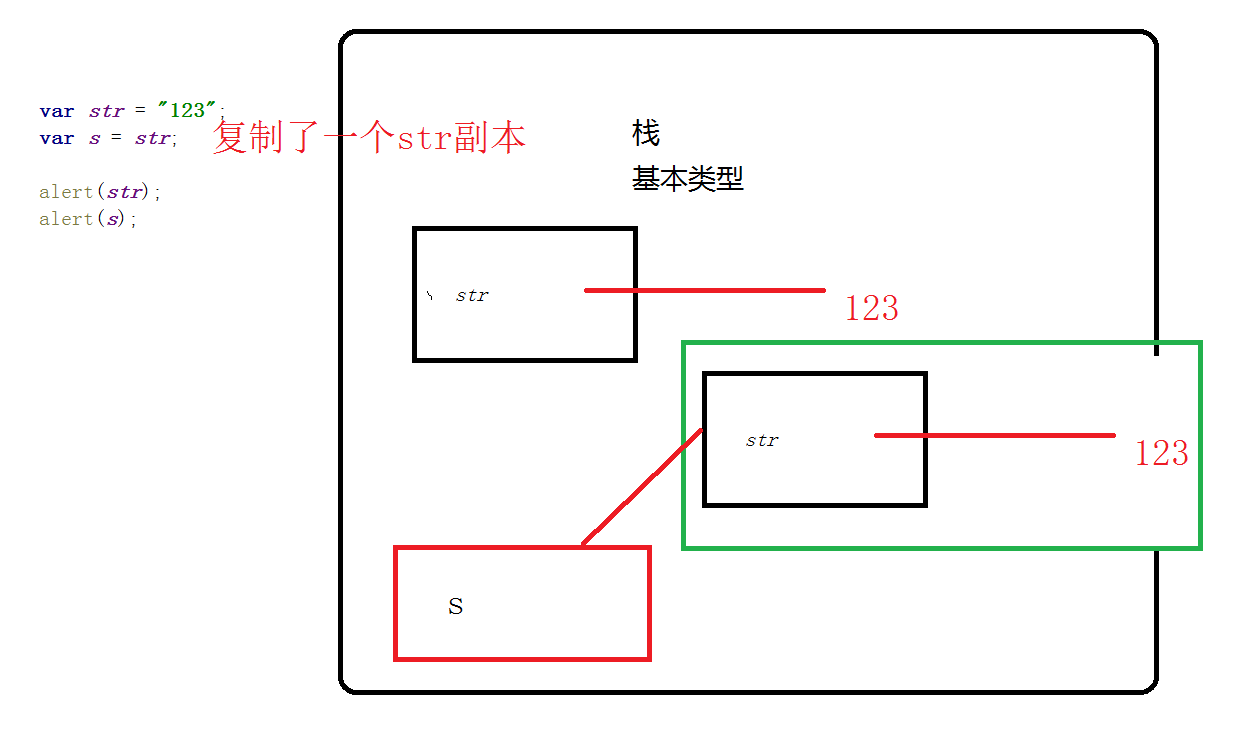 var str = "123";
var s = str;
复制了一个str副本
alert(str);
alert(s);
栈
基本类型
str
123
str
123
S